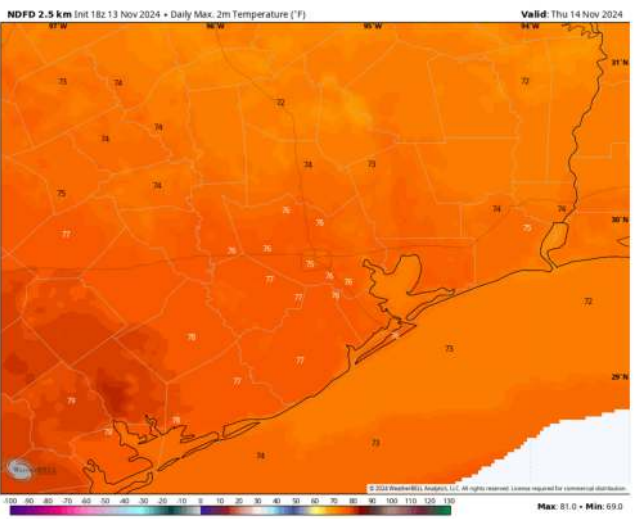 NDFD 2.5 km Init 18z 13 Nov 2024 • Daily Max. 2m Temperature (°F) Valid: Thu 14 Nov 2024
97°W 96°W 95°W 94°W
31°N
73 74 72
72
74 74
74 73
75 74
76 74 74
76 75 30°N
77
76 76
75
77 76 76
77 76
72
78
76
73
77 29°N
77
79
78
78
73
74
WeatherBELL
© 2024 WeatherBELL Analytics, LLC. All rights reserved. License required for commercial distribution.
-100 -90 -80 -70 -60 -50 -40 -30 -20 -10 0 10 20 30 40 50 60 70 80 90 100 110 120 130
Max: 81.0 • Min: 69.0